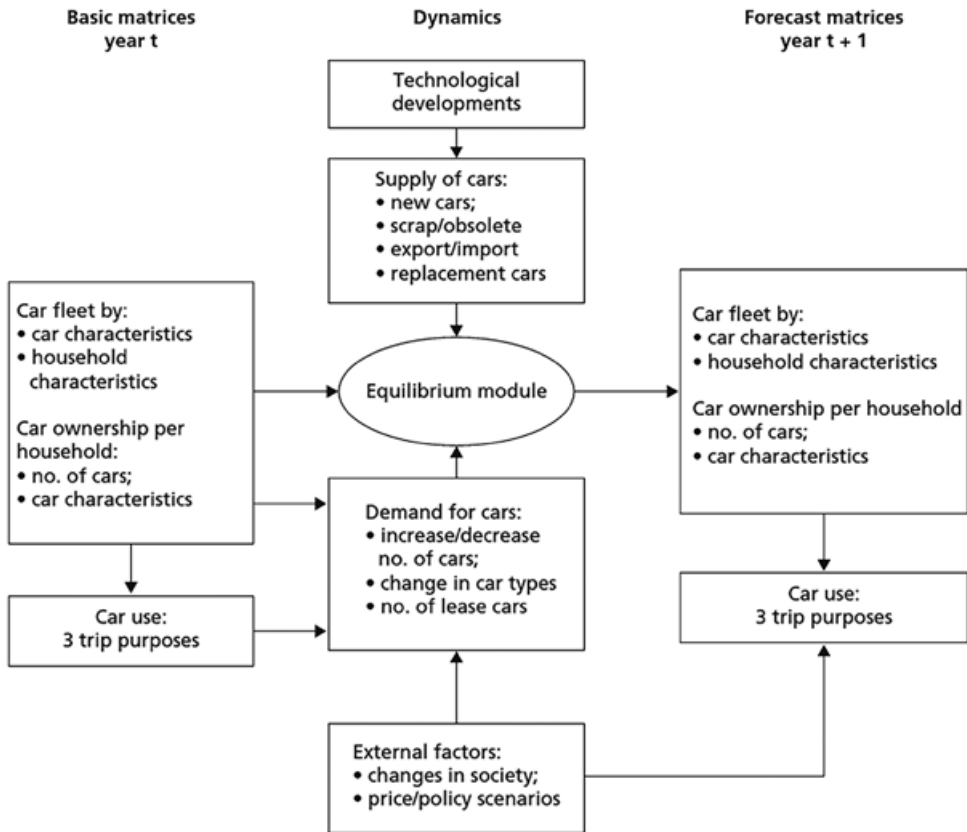 Basic matrices
year t
Dynamics
Forecast matrices
year t + 1
Technological
developments
Supply of cars:
• new cars;
• scrap/obsolete
• export/import
• replacement cars
Car fleet by:
• car characteristics
• household
characteristics
Car ownership per
household:
• no. of cars;
• car characteristics
Equilibrium module
Car fleet by:
• car characteristics
• household characteristics
Car ownership per household
• no. of cars;
• car characteristics
Demand for cars:
• increase/decrease
no. of cars;
• change in car types
• no. of lease cars
Car use:
3 trip purposes
Car use:
3 trip purposes
External factors:
• changes in society;
• price/policy scenarios